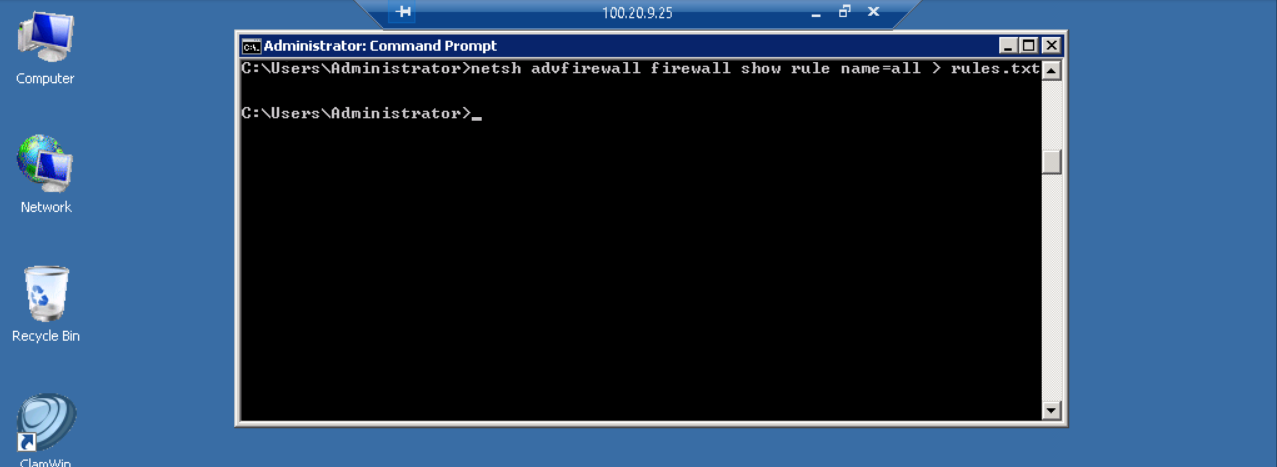 100.20.9.25
Computer
Network
Recycle Bin
ClamWin
Administrator: Command Prompt
C:\Users\Administrator>netsh advfirewall firewall show rule name=all > rules.txt
C:\Users\Administrator>_